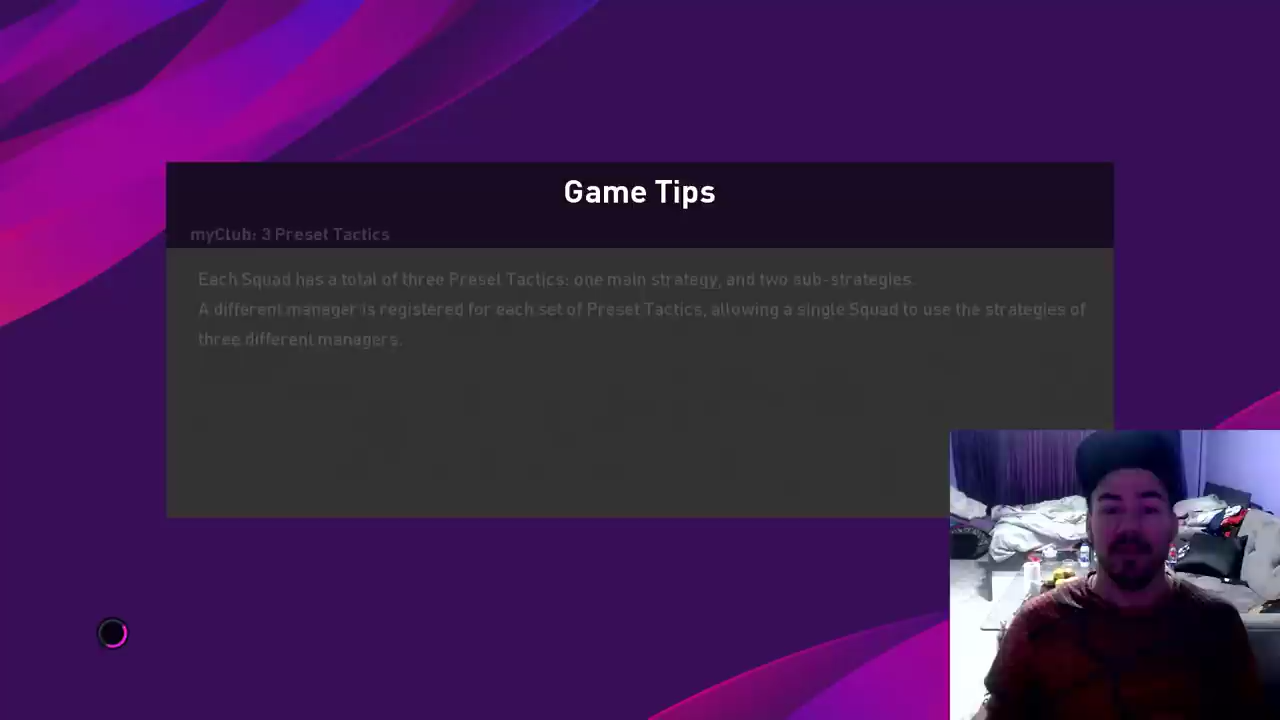 Game Tips
myClub: 3 Preset Tactics
Each Squad has a total of three Preset Tactics: one main strategy, and two sub-strategies.
A different manager is registered for each set of Preset Tactics, allowing a single Squad to use the strategies of
three different managers.